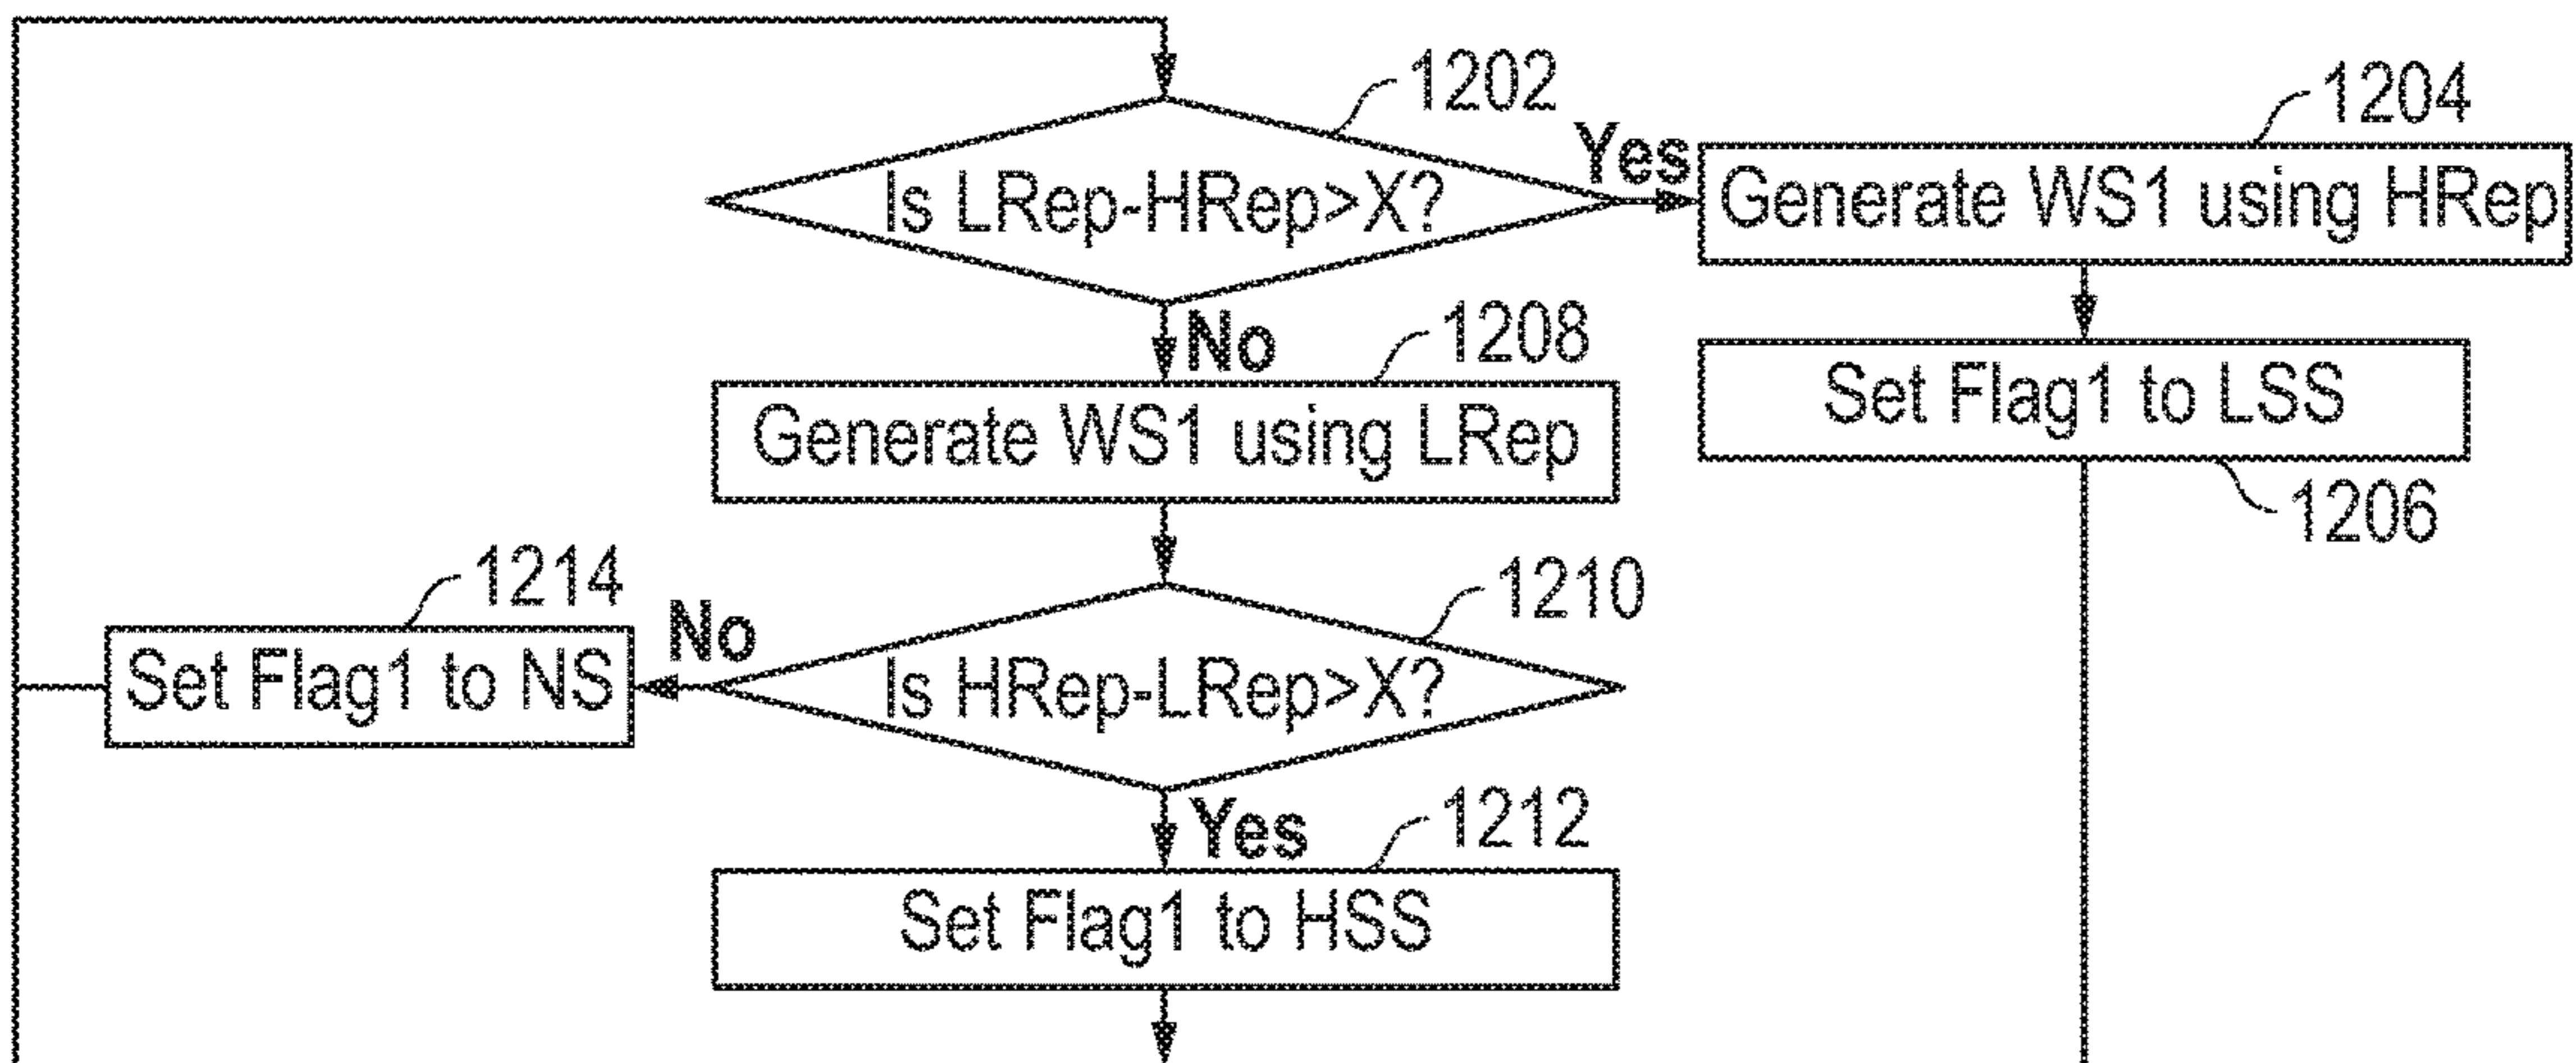 1202
Is LRep-HRep>X?
Yes
1204
Generate WS1 using HRep
No
1208
Generate WS1 using LRep
Set Flag1 to LSS
1206
1214
Set Flag1 to NS
No
1210
Is HRep-LRep>X?
Yes
1212
Set Flag1 to HSS